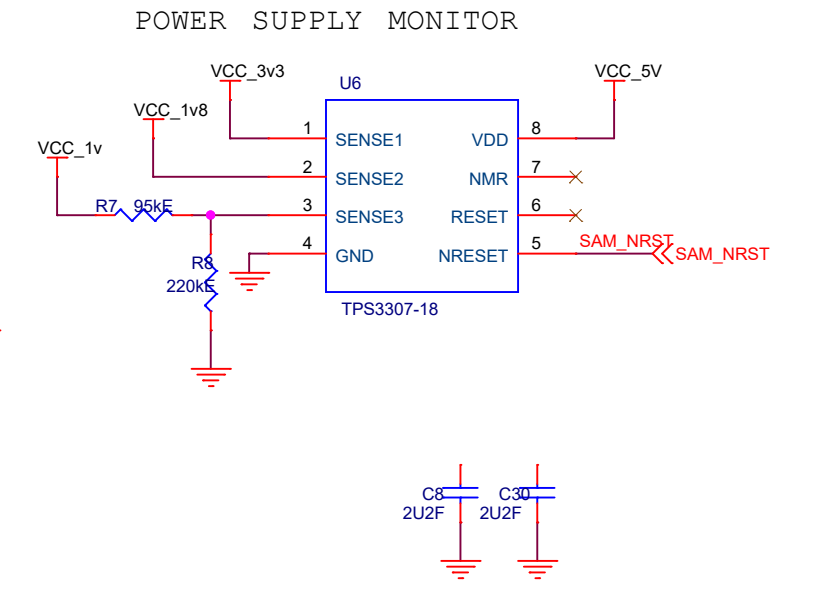 POWER SUPPLY MONITOR
VCC_3v3
U6
VCC_5V
VCC_1v8
VCC_1v
1
SENSE1
VDD
8
2
SENSE2
NMR
7
R7
95kE
3
SENSE3
RESET
6
4
GND
NRESET
5
SAM_NRST
SAM_NRST
R8
220kE
TPS3307-18
C8
2U2F
C30
2U2F